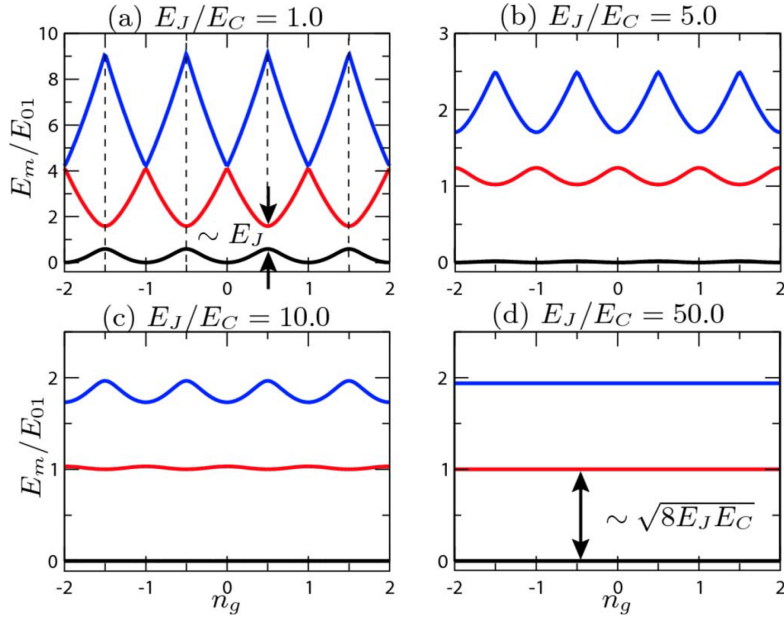 (a) E_J/E_C = 1.0
(b) E_J/E_C = 5.0
E_m/E_01
10
8
6
4
2
0
∼ E_J
-2 -1 0 1 2
3
2
1
0
-2 -1 0 1 2
(c) E_J/E_C = 10.0
(d) E_J/E_C = 50.0
E_m/E_01
2
1
0
-2 -1 0 1 2
n_g
2
1
0
∼ √8E_JE_C
-2 -1 0 1 2
n_g